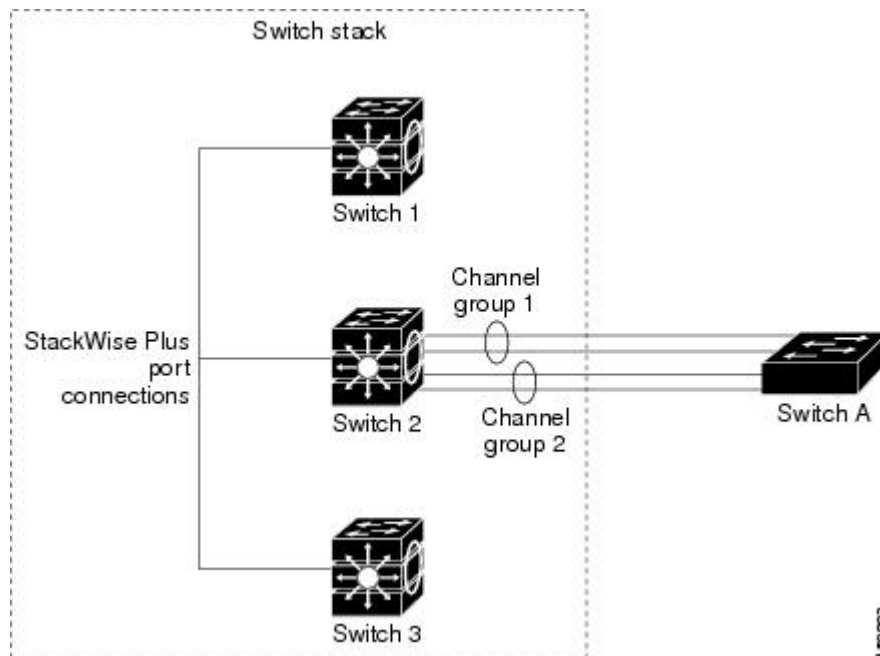 Switch stack
Switch 1
Channel
group 1
StackWise Plus
port
connections
Switch 2
Channel
group 2
Switch A
Switch 3